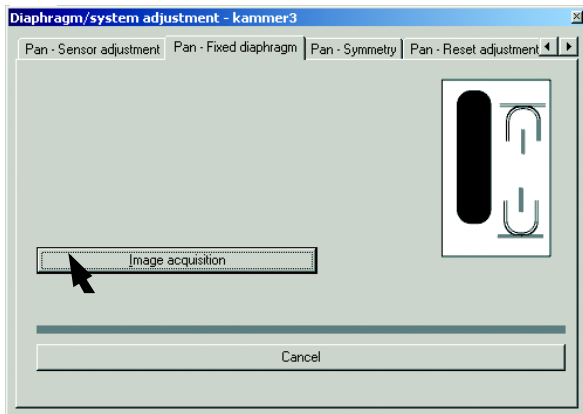 Diaphragm/system adjustment - kammer3
Pan - Sensor adjustment Pan - Fixed diaphragm Pan - Symmetry Pan - Reset adjustment
Image acquisition
Cancel